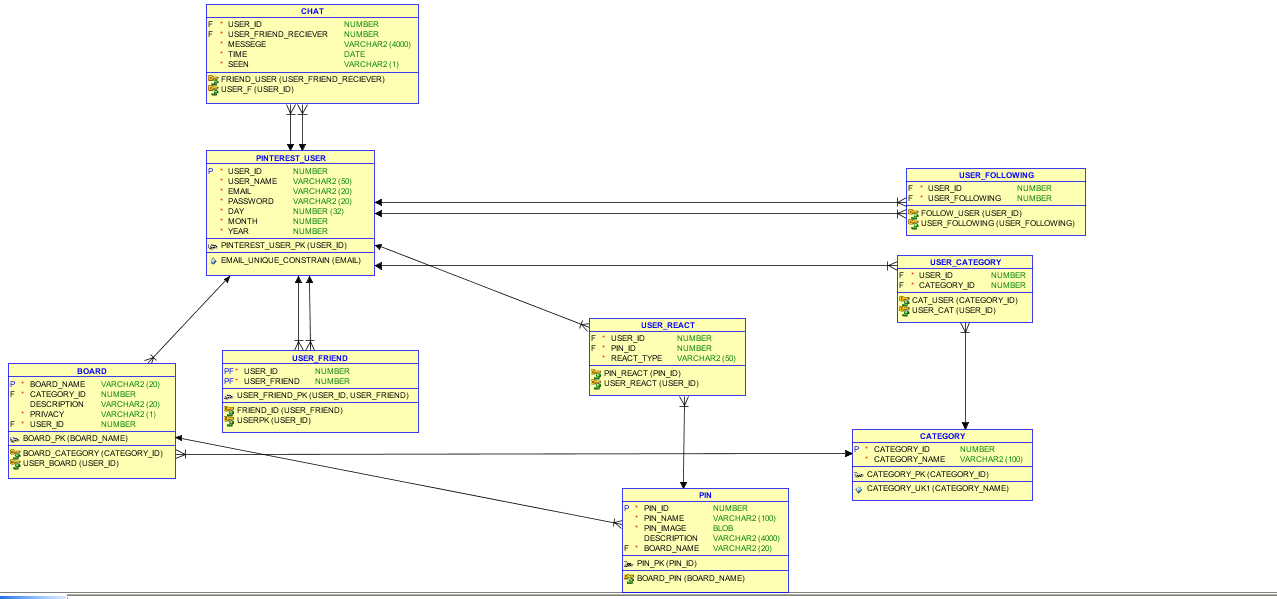 CHAT
F * USER_ID NUMBER
F * USER_FRIEND_RECIEVER NUMBER
* MESSEGE VARCHAR2 (4000)
* TIME DATE
* SEEN VARCHAR2 (1)
FRIEND_USER (USER_FRIEND_RECIEVER)
USER_F (USER_ID)
PINTEREST_USER
P * USER_ID NUMBER
* USER_NAME VARCHAR2 (50)
* EMAIL VARCHAR2 (20)
* PASSWORD VARCHAR2 (20)
* DAY NUMBER (32)
* MONTH NUMBER
* YEAR NUMBER
PINTEREST_USER_PK (USER_ID)
EMAIL_UNIQUE_CONSTRAIN (EMAIL)
USER_FOLLOWING
F * USER_ID NUMBER
F * USER_FOLLOWING NUMBER
FOLLOW_USER (USER_ID)
USER_FOLLOWING (USER_FOLLOWING)
USER_CATEGORY
F * USER_ID NUMBER
F * CATEGORY_ID NUMBER
CAT_USER (CATEGORY_ID)
USER_CAT (USER_ID)
USER_REACT
F * USER_ID NUMBER
F * PIN_ID NUMBER
* REACT_TYPE VARCHAR2 (50)
PIN_REACT (PIN_ID)
USER_REACT (USER_ID)
USER_FRIEND
PF* USER_ID NUMBER
PF* USER_FRIEND NUMBER
USER_FRIEND_PK (USER_ID, USER_FRIEND)
FRIEND_ID (USER_FRIEND)
USERPK (USER_ID)
BOARD
P * BOARD_NAME VARCHAR2 (20)
F * CATEGORY_ID NUMBER
DESCRIPTION VARCHAR2 (20)
* PRIVACY VARCHAR2 (1)
F * USER_ID NUMBER
BOARD_PK (BOARD_NAME)
BOARD_CATEGORY (CATEGORY_ID)
USER_BOARD (USER_ID)
CATEGORY
P * CATEGORY_ID NUMBER
* CATEGORY_NAME VARCHAR2 (100)
CATEGORY_PK (CATEGORY_ID)
CATEGORY_UK1 (CATEGORY_NAME)
PIN
P * PIN_ID NUMBER
* PIN_NAME VARCHAR2 (100)
* PIN_IMAGE BLOB
DESCRIPTION VARCHAR2 (4000)
F * BOARD_NAME VARCHAR2 (20)
PIN_PK (PIN_ID)
BOARD_PIN (BOARD_NAME)